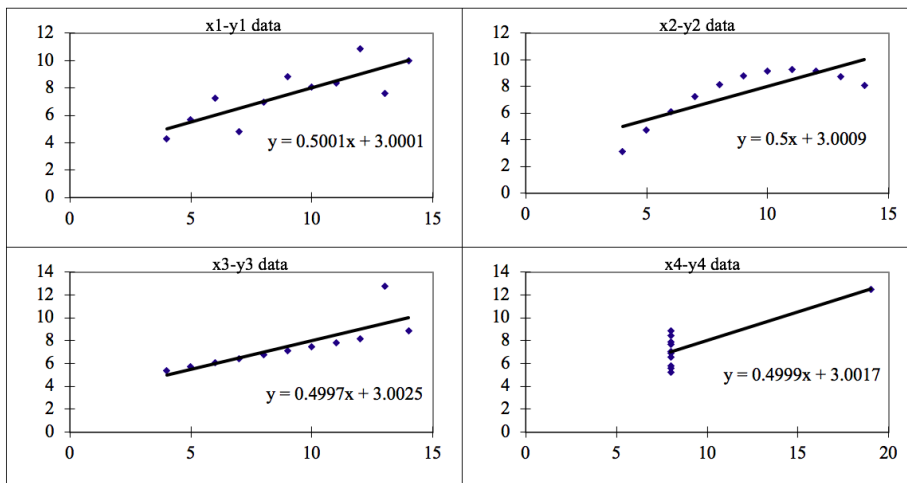 x1-y1 data
12
10
8
6
4
2
0
0 5 10 15
y = 0.5001x + 3.0001
x2-y2 data
12
10
8
6
4
2
0
0 5 10 15
y = 0.5x + 3.0009
x3-y3 data
14
12
10
8
6
4
2
0
0 5 10 15
y = 0.4997x + 3.0025
x4-y4 data
14
12
10
8
6
4
2
0
0 5 10 15 20
y = 0.4999x + 3.0017